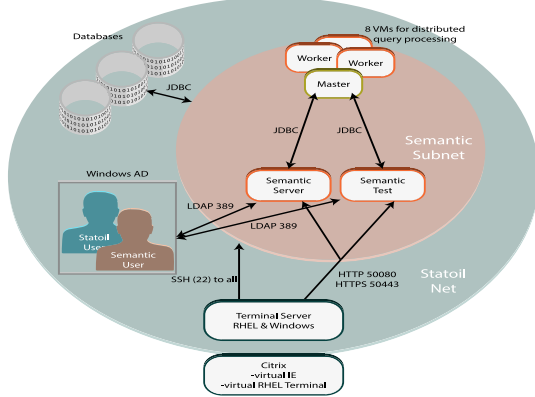 8 VMs for distributed
query processing
Databases
Worker
Worker
Master
JDBC
JDBC
JDBC
Semantic
Subnet
Windows AD
Semantic
Server
Semantic
Test
LDAP 389
LDAP 389
Statoil
User
Semantic
User
SSH (22) to all
HTTP 50080
HTTPS 50443
Statoil
Net
Terminal Server
RHEL & Windows
Citrix
-virtual IE
-virtual RHEL Terminal